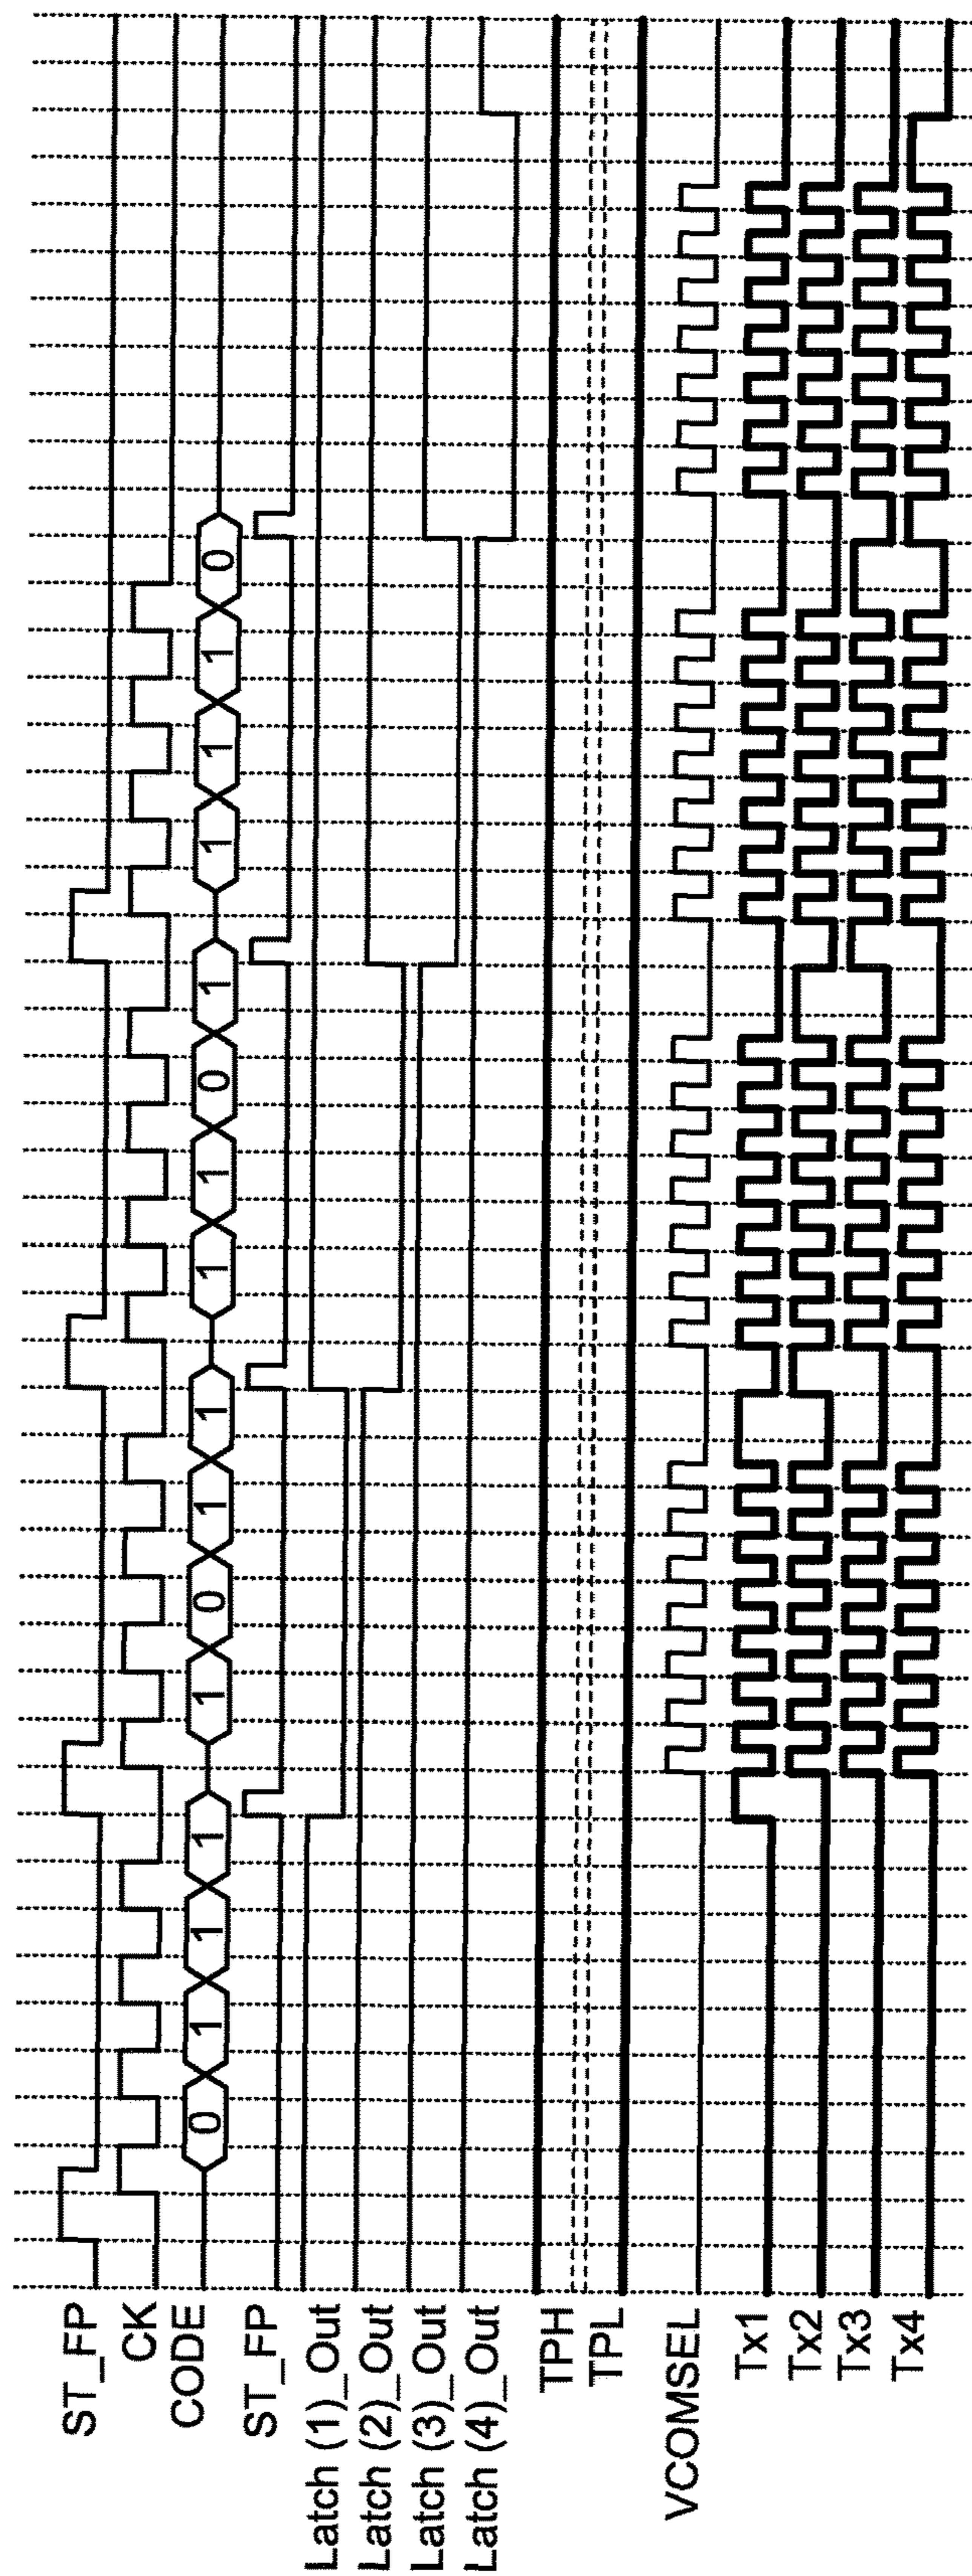 ST_FP
CK
CODE 0 1 1 1 1 0 1 1 1 1 0 1 1 1 1 0
ST_FP
Latch (1)_Out
Latch (2)_Out
Latch (3)_Out
Latch (4)_Out
TPH
TPL
VCOMSEL
Tx1
Tx2
Tx3
Tx4